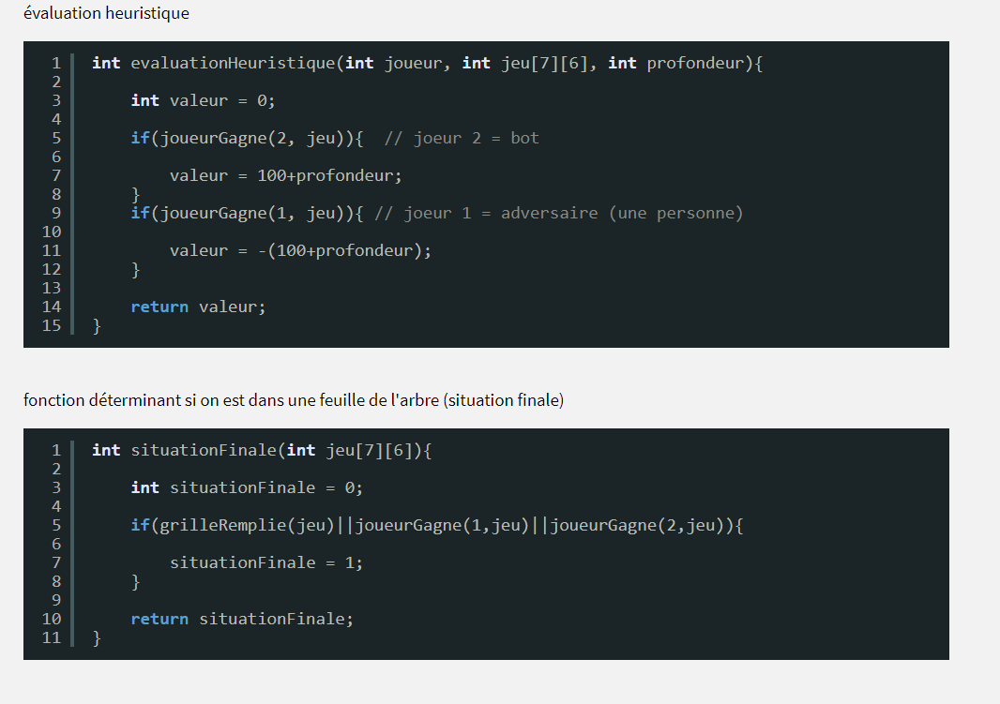 évaluation heuristique
1 int evaluationHeuristique(int joueur, int jeu[7][6], int profondeur){
2
3 int valeur = 0;
4
5 if(joueurGagne(2, jeu)){ // joeur 2 = bot
6
7 valeur = 100+profondeur;
8 }
9 if(joueurGagne(1, jeu)){ // joeur 1 = adversaire (une personne)
10
11 valeur = -(100+profondeur);
12 }
13
14 return valeur;
15 }
fonction déterminant si on est dans une feuille de l'arbre (situation finale)
1 int situationFinale(int jeu[7][6]){
2
3 int situationFinale = 0;
4
5 if(grilleRemplie(jeu)||joueurGagne(1,jeu)||joueurGagne(2,jeu)){
6
7 situationFinale = 1;
8 }
9
10 return situationFinale;
11 }